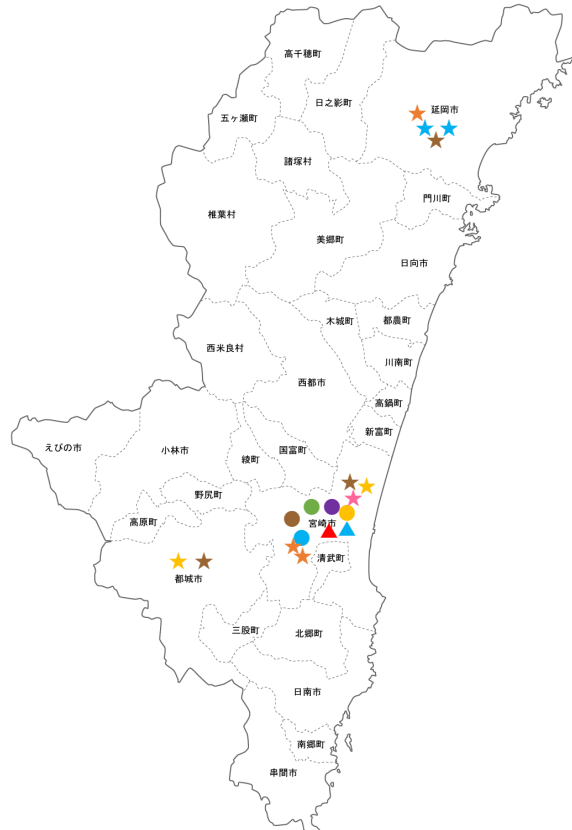 高千穂町
日之影町
延岡市
五ヶ瀬町
諸塚村
門川町
椎葉村
美郷町
日向市
木城町
都農町
西米良村
川南町
西都市
高鍋町
新富町
えびの市
小林市
綾町
国富町
野尻町
高原町
宮崎市
清武町
都城市
三股町
北郷町
日南市
南郷町
串間市